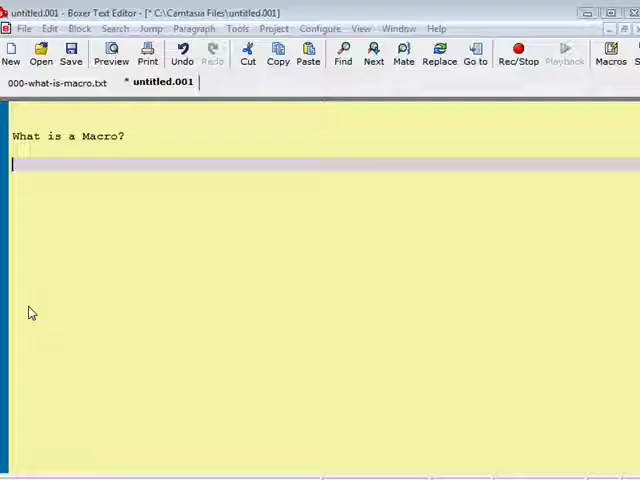 untitled.001 - Boxer Text Editor - [* C:\Camtasia Files\untitled.001]
File Edit Block Search Jump Paragraph Tools Project Configure View Window Help
New Open Save Preview Print Undo Redo Cut Copy Paste Find Next Mate Replace Go to Rec/Stop Playback Macros S
000-what-is-macro.txt * untitled.001
What is a Macro?